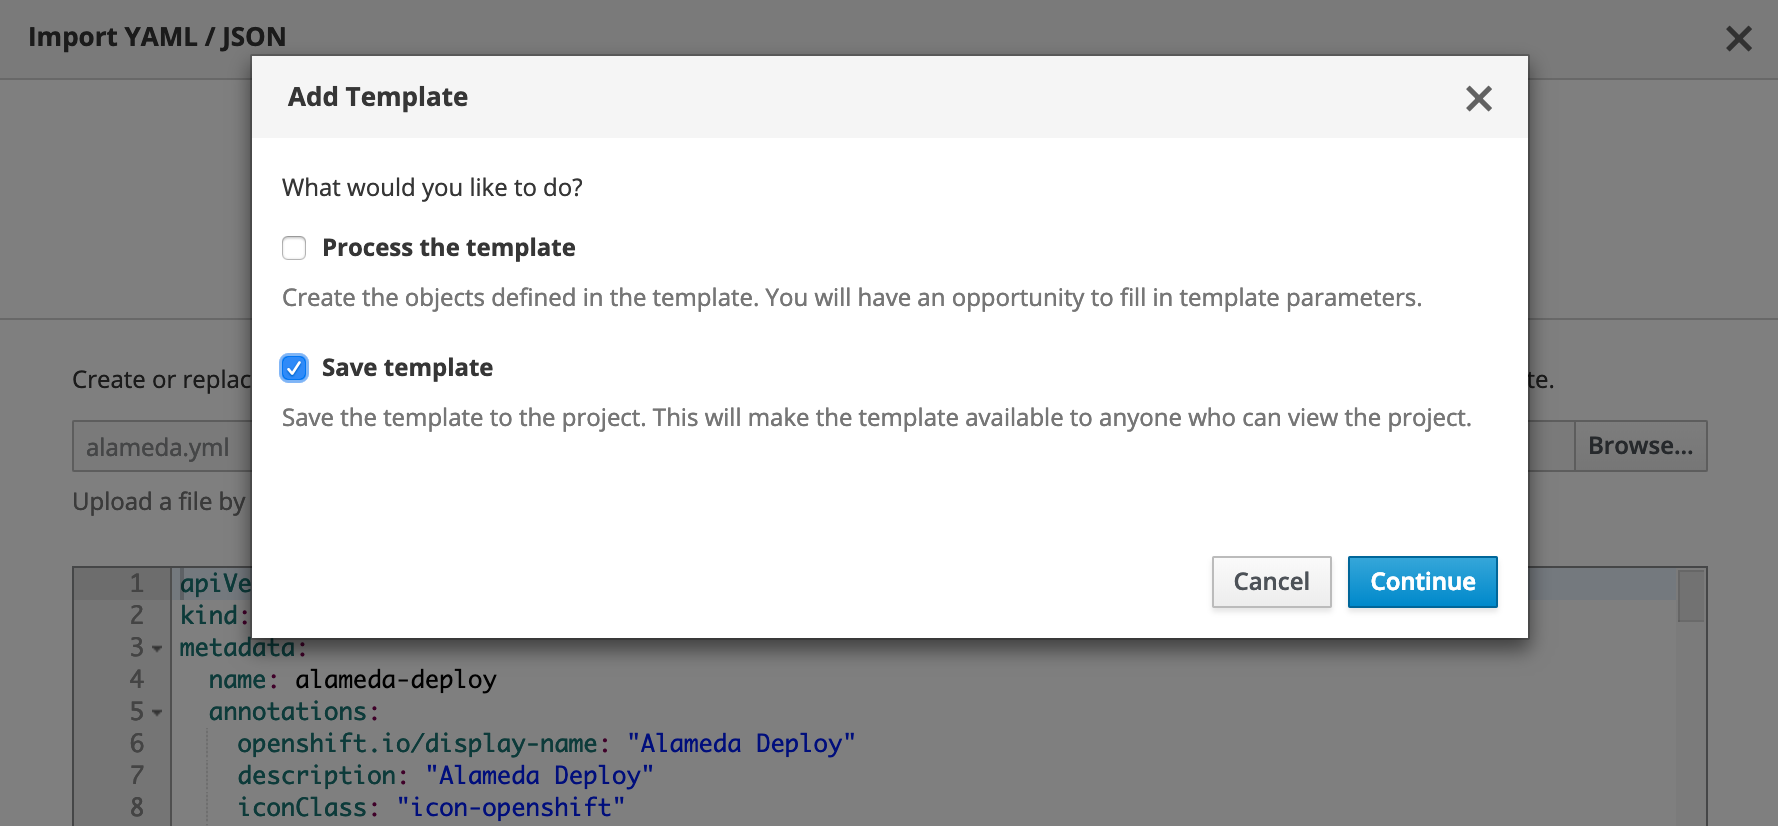 Import YAML / JSON
Add Template
What would you like to do?
Process the template
Create the objects defined in the template. You will have an opportunity to fill in template parameters.
Save template
Create or replac te.
Save the template to the project. This will make the template available to anyone who can view the project.
alameda.yml Browse...
Upload a file by
Cancel Continue
1 apiVe
2 kind:
3 metadata:
4 name: alameda-deploy
5 annotations:
6 openshift.io/display-name: "Alameda Deploy"
7 description: "Alameda Deploy"
8 iconClass: "icon-openshift"